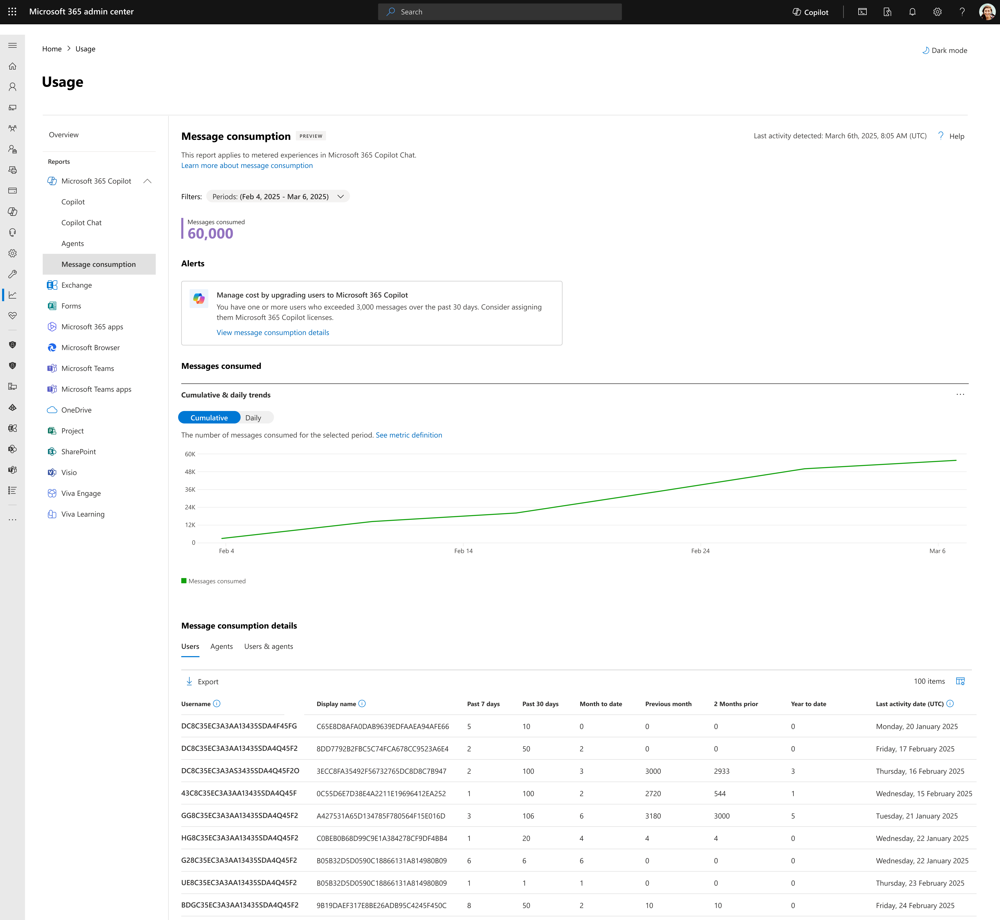 Microsoft 365 admin center
Search
Copilot
Home > Usage
Dark mode
Usage
Overview
Reports
Microsoft 365 Copilot
Copilot
Copilot Chat
Agents
Message consumption
Exchange
Forms
Microsoft 365 apps
Microsoft Browser
Microsoft Teams
Microsoft Teams apps
OneDrive
Project
SharePoint
Visio
Viva Engage
Viva Learning
Message consumption PREVIEW
Last activity detected: March 6th, 2025, 8:05 AM (UTC) ? Help
This report applies to metered experiences in Microsoft 365 Copilot Chat.
Learn more about message consumption
Filters: Periods: (Feb 4, 2025 - Mar 6, 2025)
Messages consumed
60,000
Alerts
Manage cost by upgrading users to Microsoft 365 Copilot
You have one or more users who exceeded 3,000 messages over the past 30 days. Consider assigning
them Microsoft 365 Copilot licenses.
View message consumption details
Messages consumed
Cumulative & daily trends
Cumulative Daily
The number of messages consumed for the selected period. See metric definition
60K
48K
36K
24K
12K
0
Feb 4 Feb 14 Feb 24 Mar 6
Messages consumed
Message consumption details
Users Agents Users & agents
Export 100 items
Username Display name Past 7 days Past 30 days Month to date Previous month 2 Months prior Year to date Last activity date (UTC)
DC8C35EC3A3AA13435SDA4F45FG C65E8D8AFA0DAB9639EDFAAEA94AFE66 5 10 0 0 0 0 Monday, 20 January 2025
DC8C35EC3A3AA13435SDA4Q45F2 8DD7792B2FBC5C74FCA678CC9523A6E4 2 50 2 0 0 0 Friday, 17 February 2025
DC8C35EC3A3AS3435SDA4Q45F2O 3ECC8FA35492F56732765DC8D8C7B947 2 100 3 3000 2933 3 Thursday, 16 February 2025
43C8C35EC3A3AA13435SDA4Q45F 0C55D6E7D38E4A2211E19696412EA252 1 100 2 2720 544 1 Wednesday, 15 February 2025
GG8C35EC3A3AA13435SDA4Q45F2 A427531A65D134785F780564F15E016D 3 106 6 3180 3000 5 Tuesday, 21 January 2025
HG8C35EC3A3AA13435SDA4Q45F2 C0BEB0B68D99C9E1A384278CF9DF4BB4 1 20 4 4 4 0 Wednesday, 22 January 2025
G28C35EC3A3AA13435SDA4Q45F2 B05B32D5D0590C18866131A814980B09 6 6 6 0 0 0 Wednesday, 22 January 2025
UE8C35EC3A3AA13435SDA4Q45F2 B05B32D5D0590C18866131A814980B09 1 1 1 0 0 0 Thursday, 23 February 2025
BDGC35EC3A3AA13435SDA4Q45F2 9B19DAEF317E8BE26ADB95C4245F450C 8 50 2 10 10 0 Friday, 24 February 2025